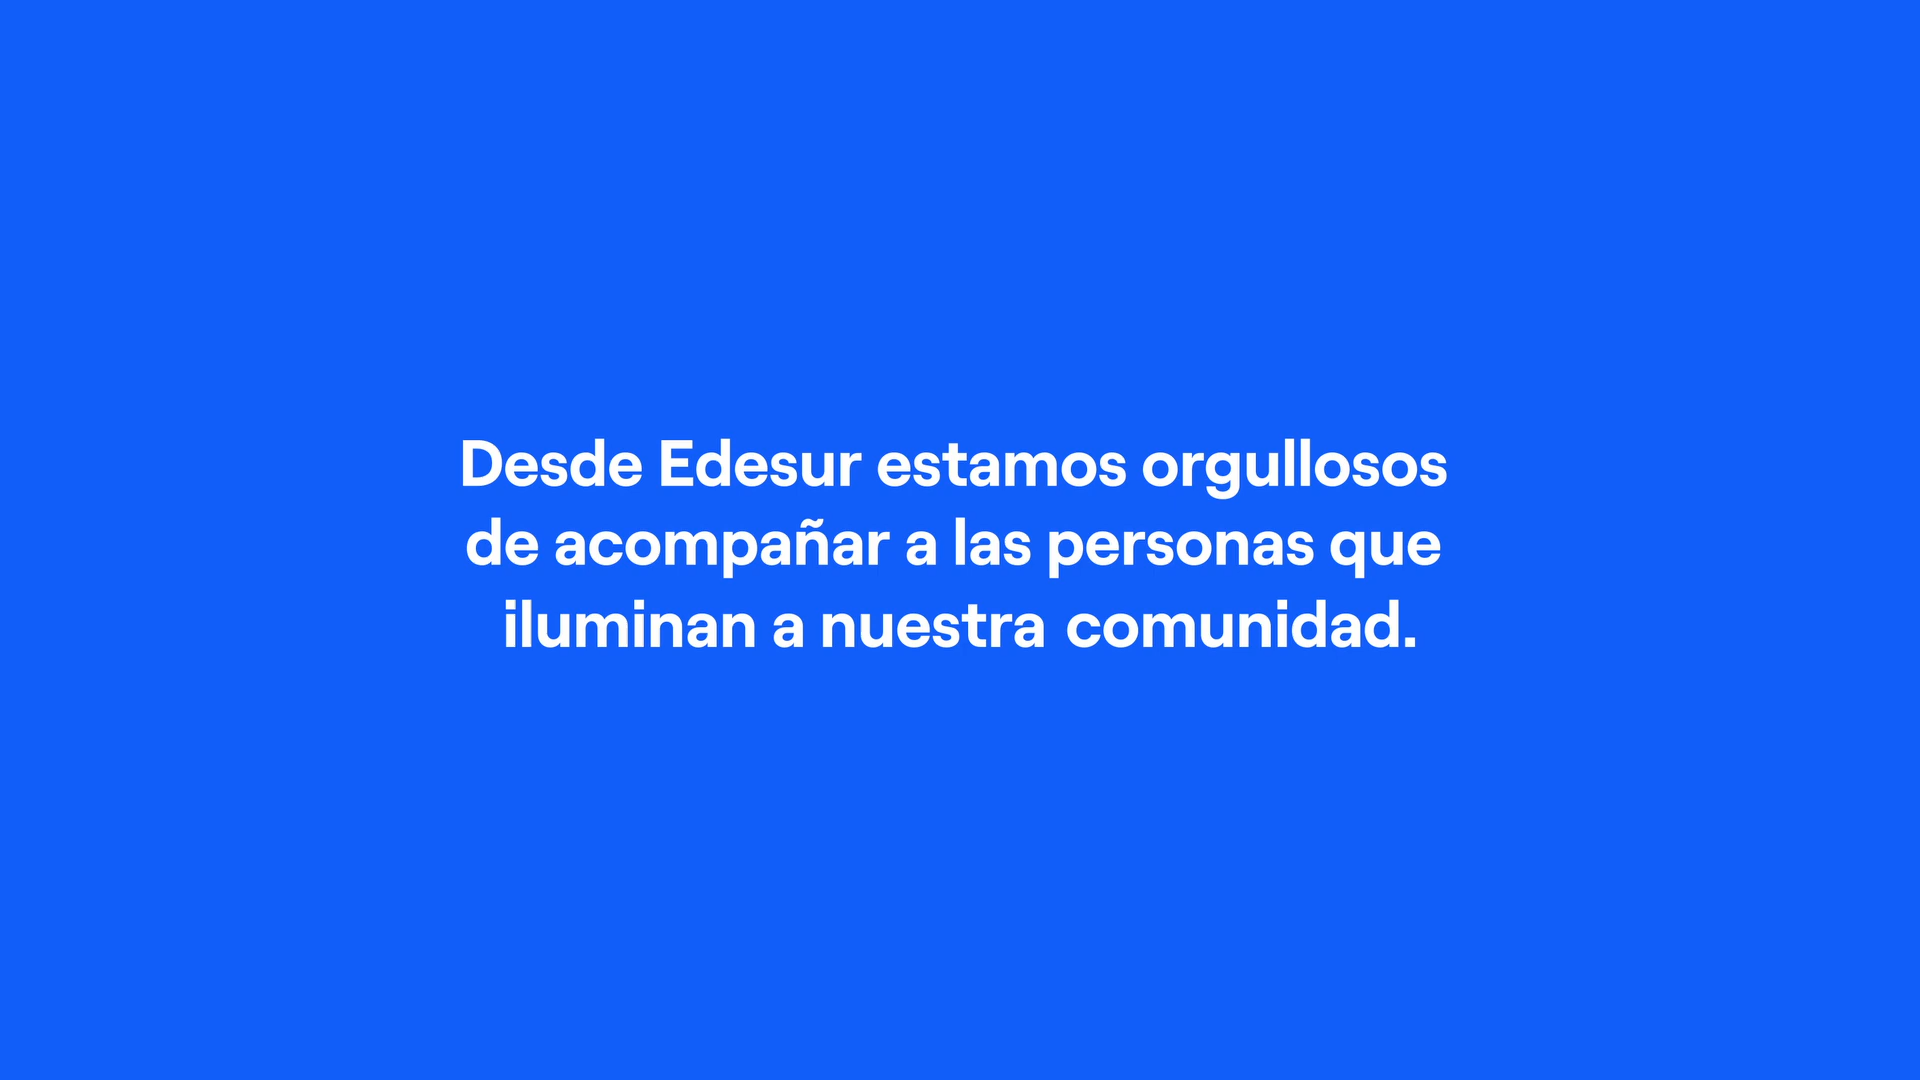 Desde Edesur estamos orgullosos
de acompañar a las personas que
iluminan a nuestra comunidad.